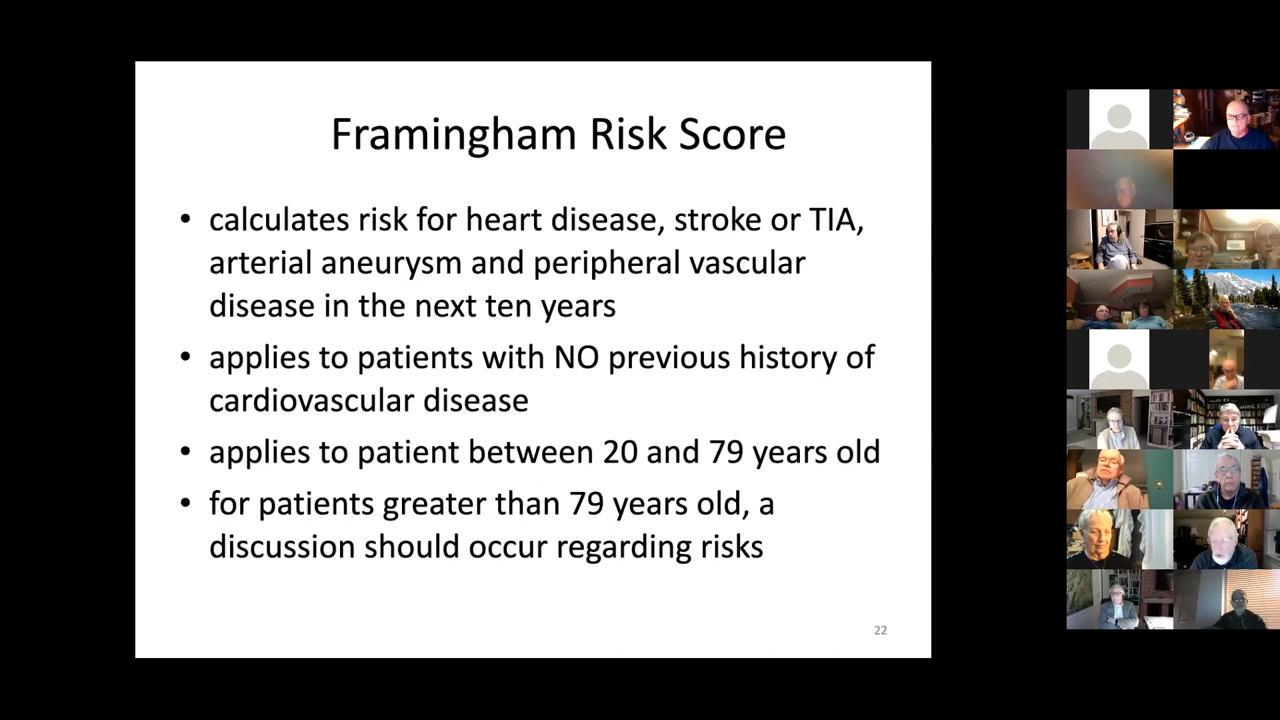 Framingham Risk Score
• calculates risk for heart disease, stroke or TIA,
arterial aneurysm and peripheral vascular
disease in the next ten years
• applies to patients with NO previous history of
cardiovascular disease
• applies to patient between 20 and 79 years old
• for patients greater than 79 years old, a
discussion should occur regarding risks
22